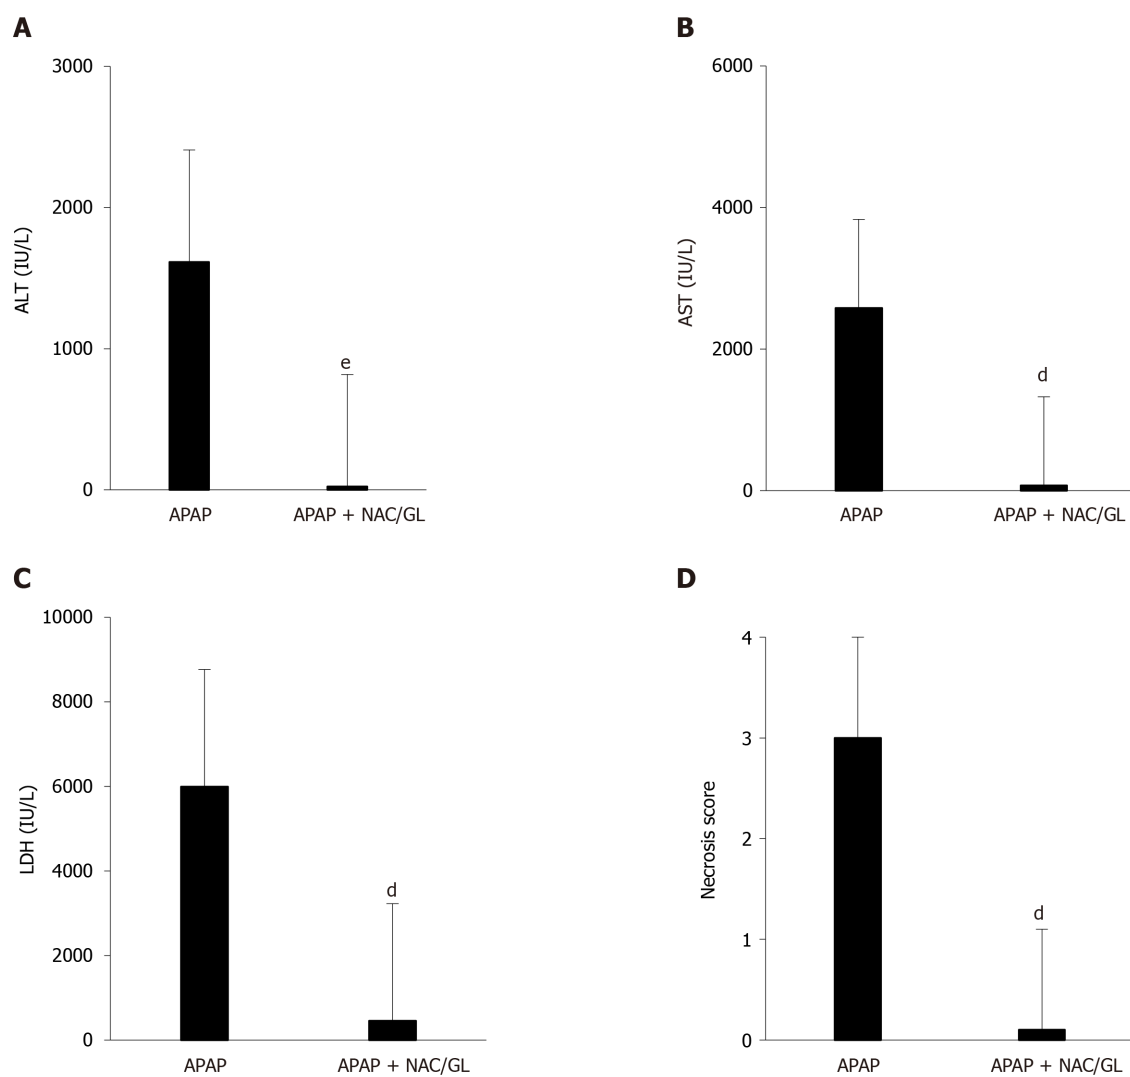 A
3000
2000
1000
0
ALT (IU/L)
e
APAP
APAP + NAC/GL
B
6000
4000
2000
0
AST (IU/L)
d
APAP
APAP + NAC/GL
C
10000
8000
6000
4000
2000
0
LDH (IU/L)
d
APAP
APAP + NAC/GL
D
4
3
2
1
0
Necrosis score
d
APAP
APAP + NAC/GL